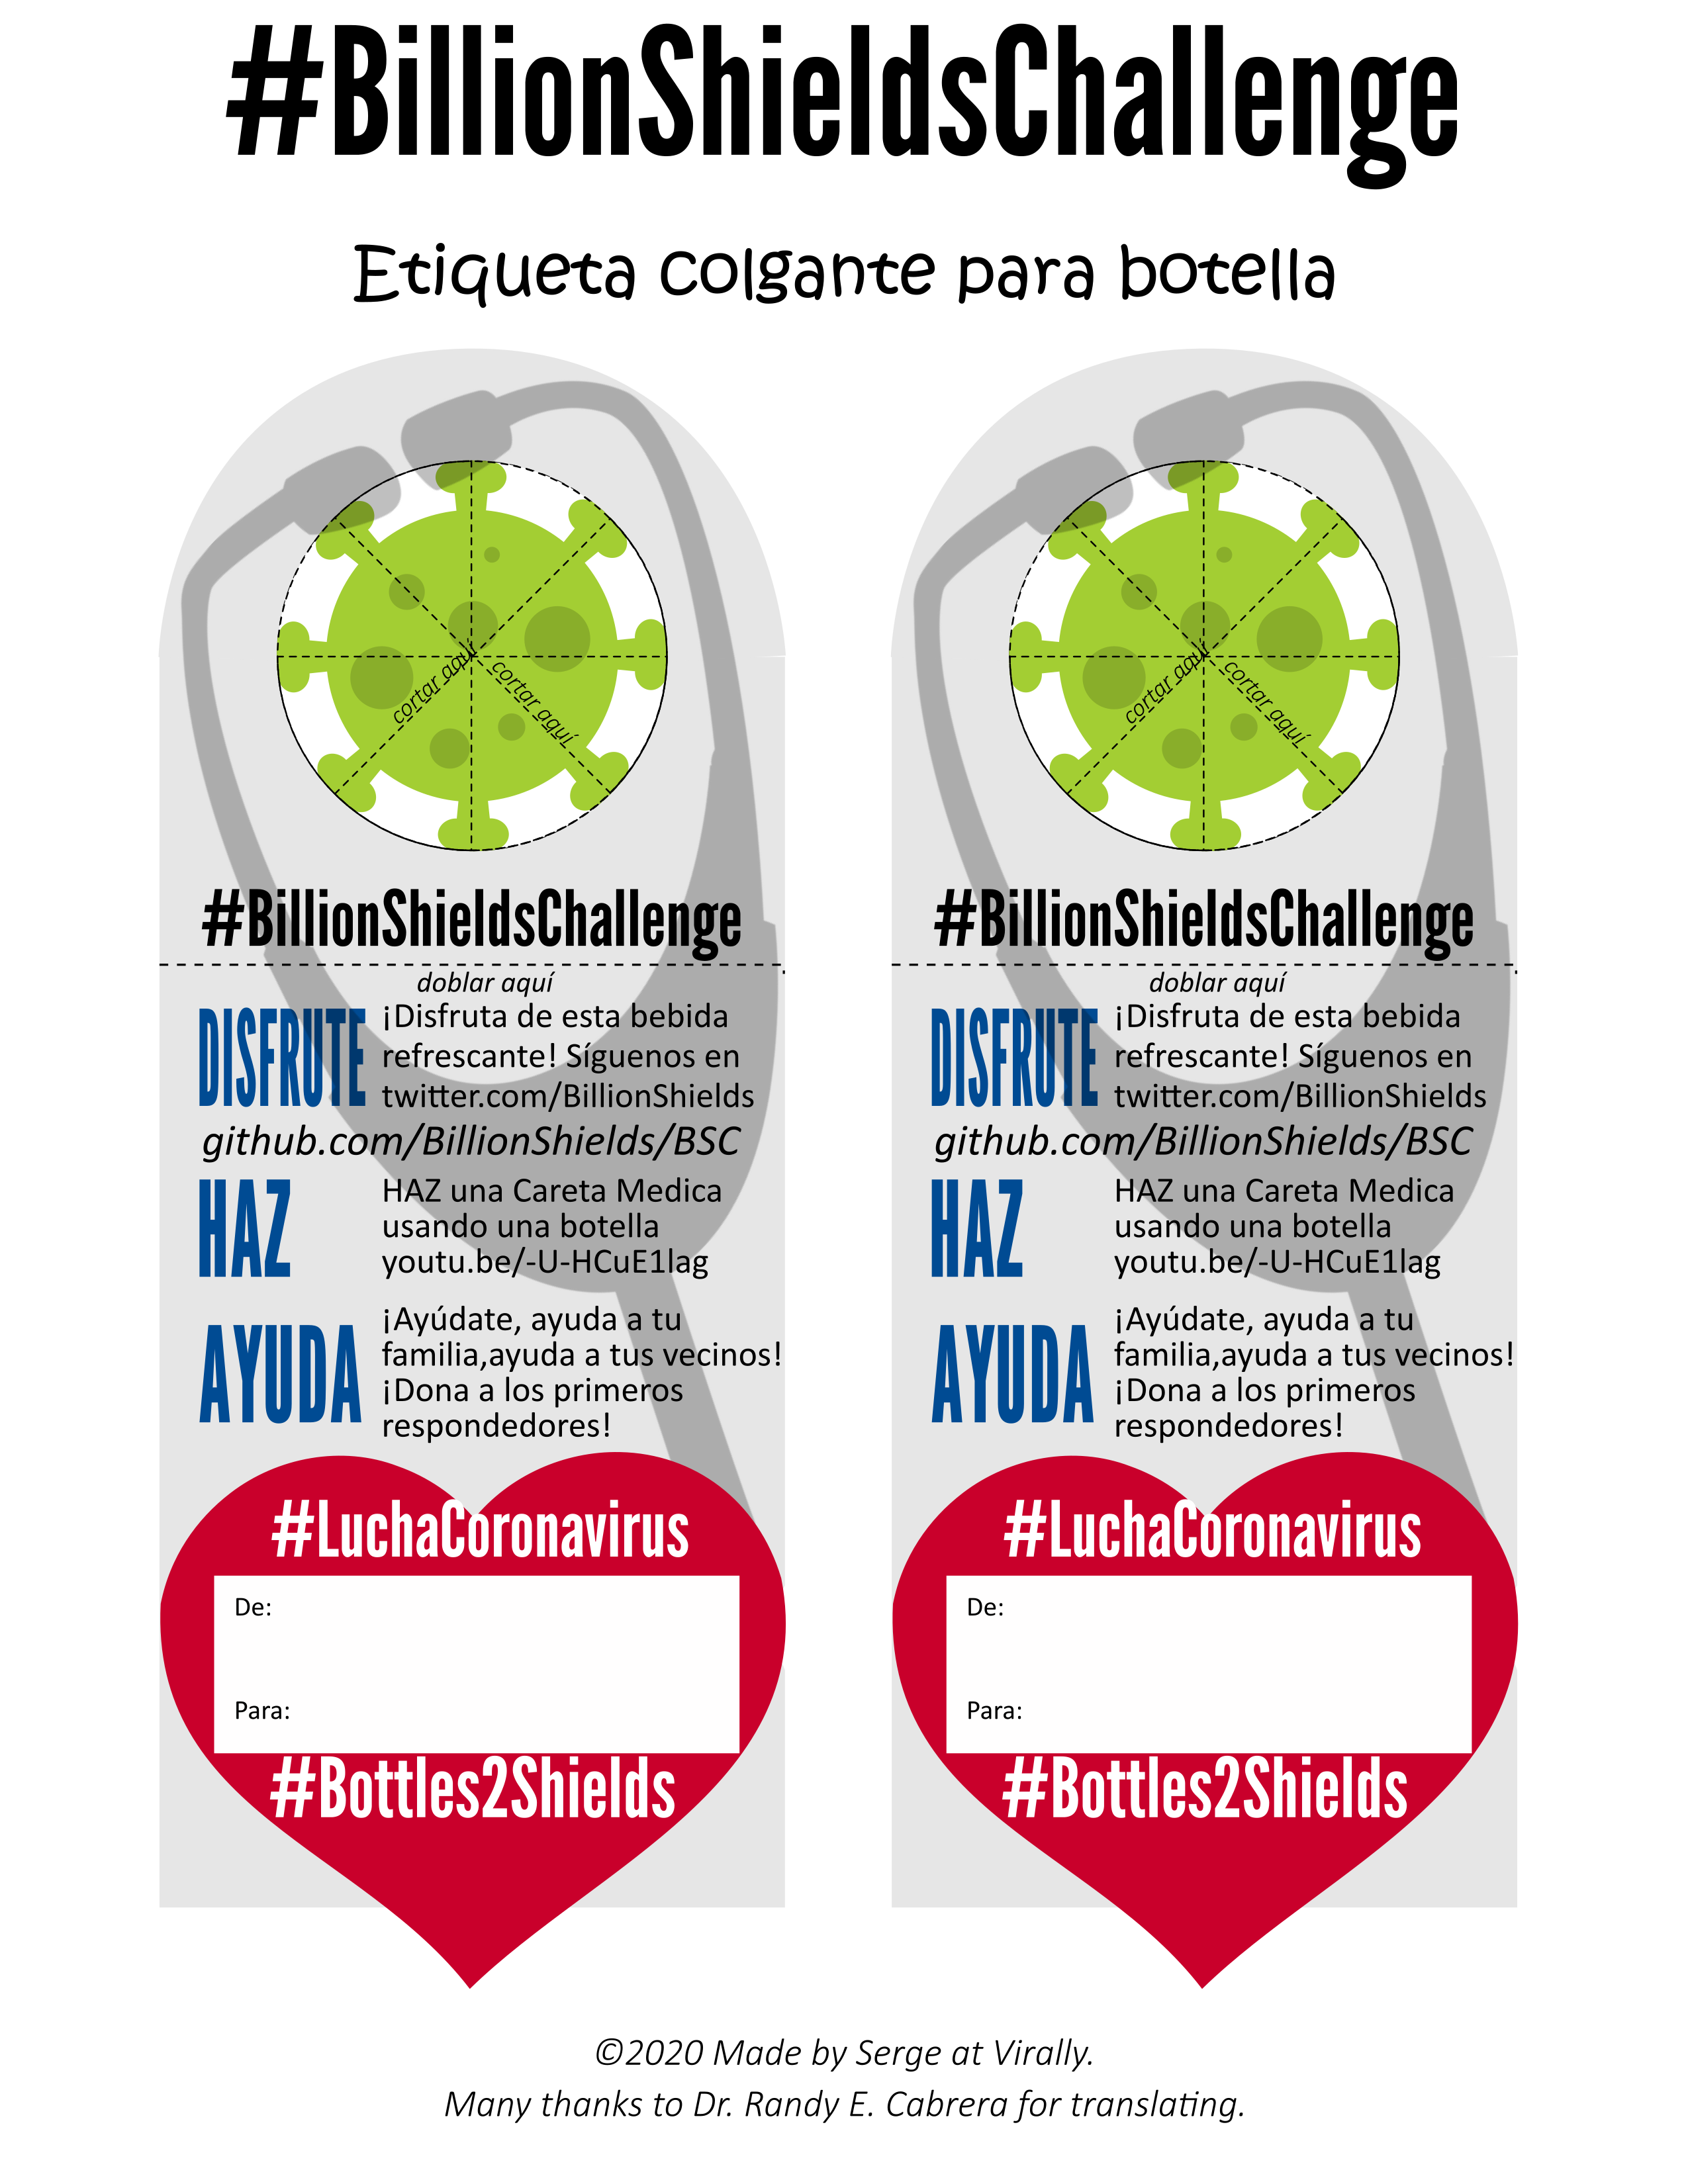 #BillionShieldsChallenge
Etiqueta colgante para botella
cortar aquí
cortar aquí
#BillionShieldsChallenge
doblar aquí
DISFRUTE
¡Disfruta de esta bebida
refrescante! Síguenos en
twitter.com/BillionShields
github.com/BillionShields/BSC
HAZ
HAZ una Careta Medica
usando una botella
youtu.be/-U-HCuE1lag
AYUDA
¡Ayúdate, ayuda a tu
familia,ayuda a tus vecinos!
¡Dona a los primeros
respondedores!
#LuchaCoronavirus
De:
Para:
#Bottles2Shields
cortar aquí
cortar aquí
#BillionShieldsChallenge
doblar aquí
DISFRUTE
¡Disfruta de esta bebida
refrescante! Síguenos en
twitter.com/BillionShields
github.com/BillionShields/BSC
HAZ
HAZ una Careta Medica
usando una botella
youtu.be/-U-HCuE1lag
AYUDA
¡Ayúdate, ayuda a tu
familia,ayuda a tus vecinos!
¡Dona a los primeros
respondedores!
#LuchaCoronavirus
De:
Para:
#Bottles2Shields
©2020 Made by Serge at Virally.
Many thanks to Dr. Randy E. Cabrera for translating.